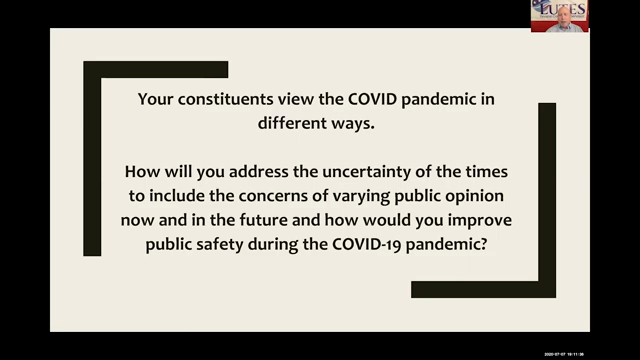 LUTES
Your constituents view the COVID pandemic in
different ways.
How will you address the uncertainty of the times
to include the concerns of varying public opinion
now and in the future and how would you improve
public safety during the COVID-19 pandemic?